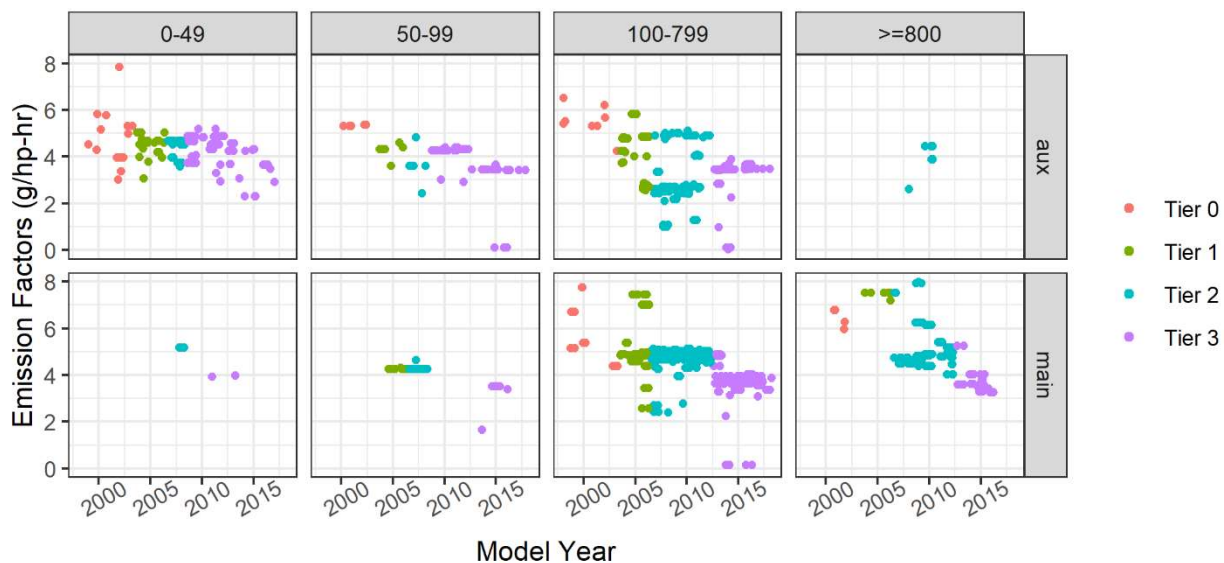 0-49 50-99 100-799 >=800
Emission Factors (g/hp-hr)
8
6
4
2
0
aux
8
6
4
2
0
main
2000 2005 2010 2015 2000 2005 2010 2015 2000 2005 2010 2015 2000 2005 2010 2015
Model Year
Tier 0
Tier 1
Tier 2
Tier 3